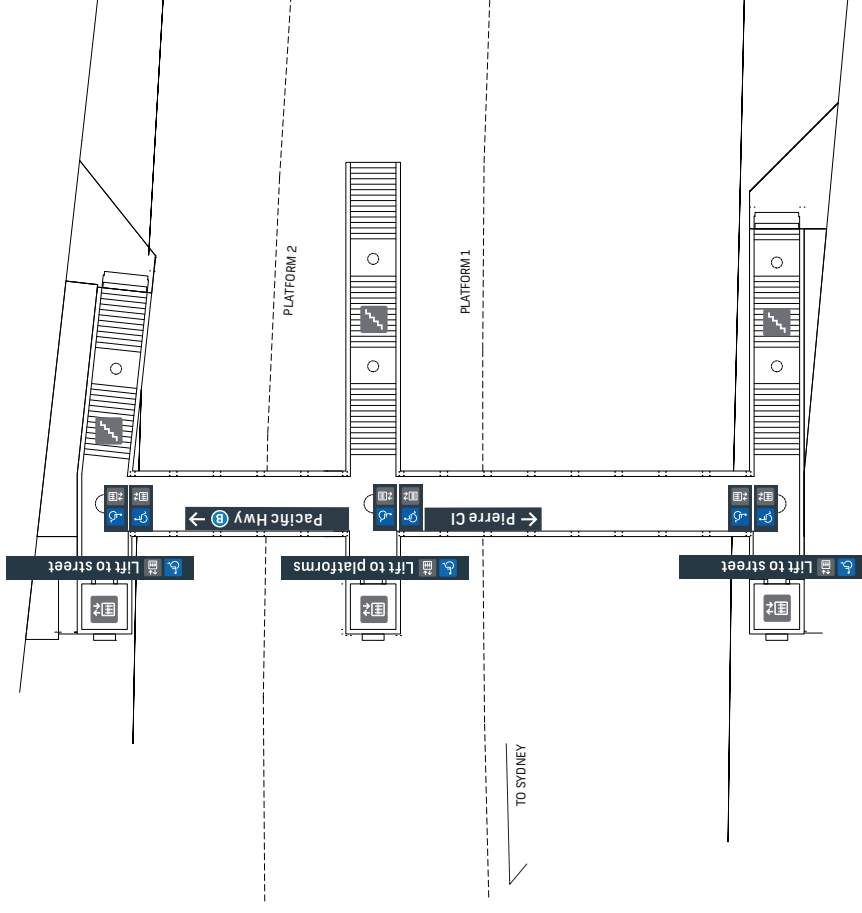 PLATFORM 2
PLATFORM 1
Pacific Hwy B
Pierre Cl
Lift to street
Lift to platforms
Lift to street
TO SYDNEY